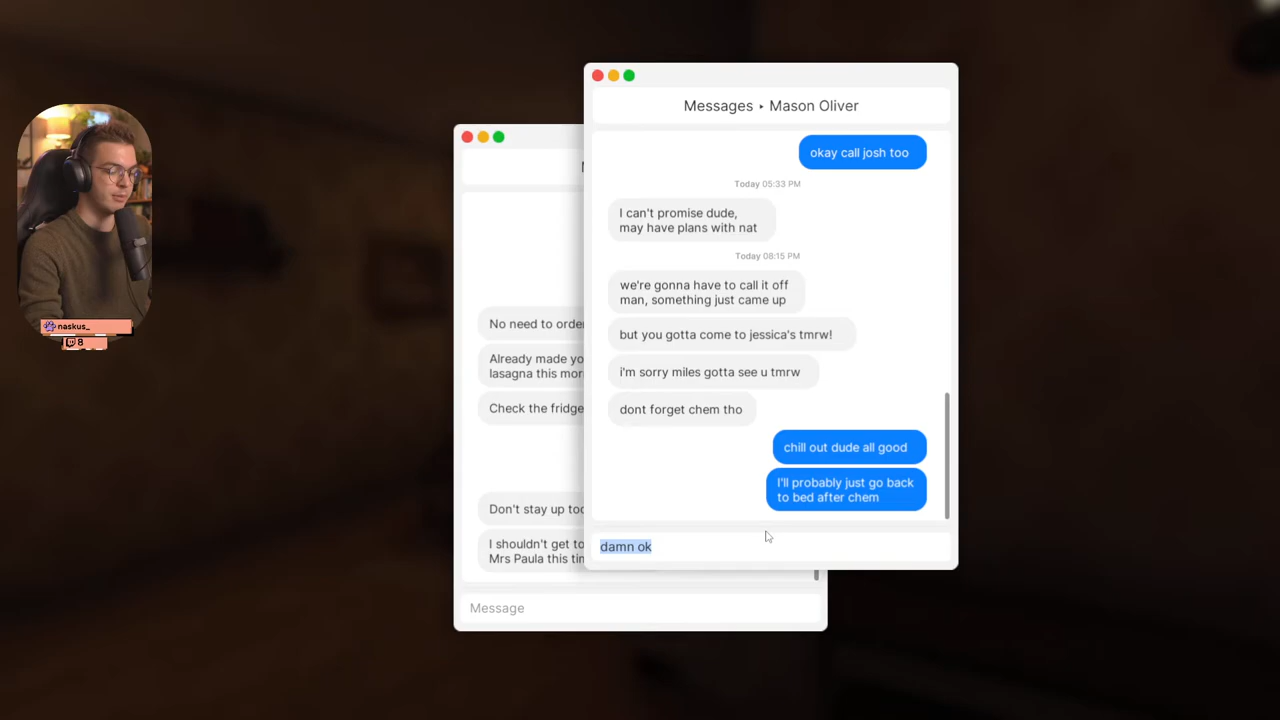 Messages ▸ Mason Oliver
okay call josh too
Today 05:33 PM
I can't promise dude,
may have plans with nat
Today 08:15 PM
we're gonna have to call it off
man, something just came up
but you gotta come to jessica's tmrw!
i'm sorry miles gotta see u tmrw
dont forget chem tho
chill out dude all good
I'll probably just go back
to bed after chem
damn ok
No need to orde
Already made yo
lasagna this mor
Check the fridge
Don't stay up too
I shouldn't get to
Mrs Paula this tim
Message
naskus_
8